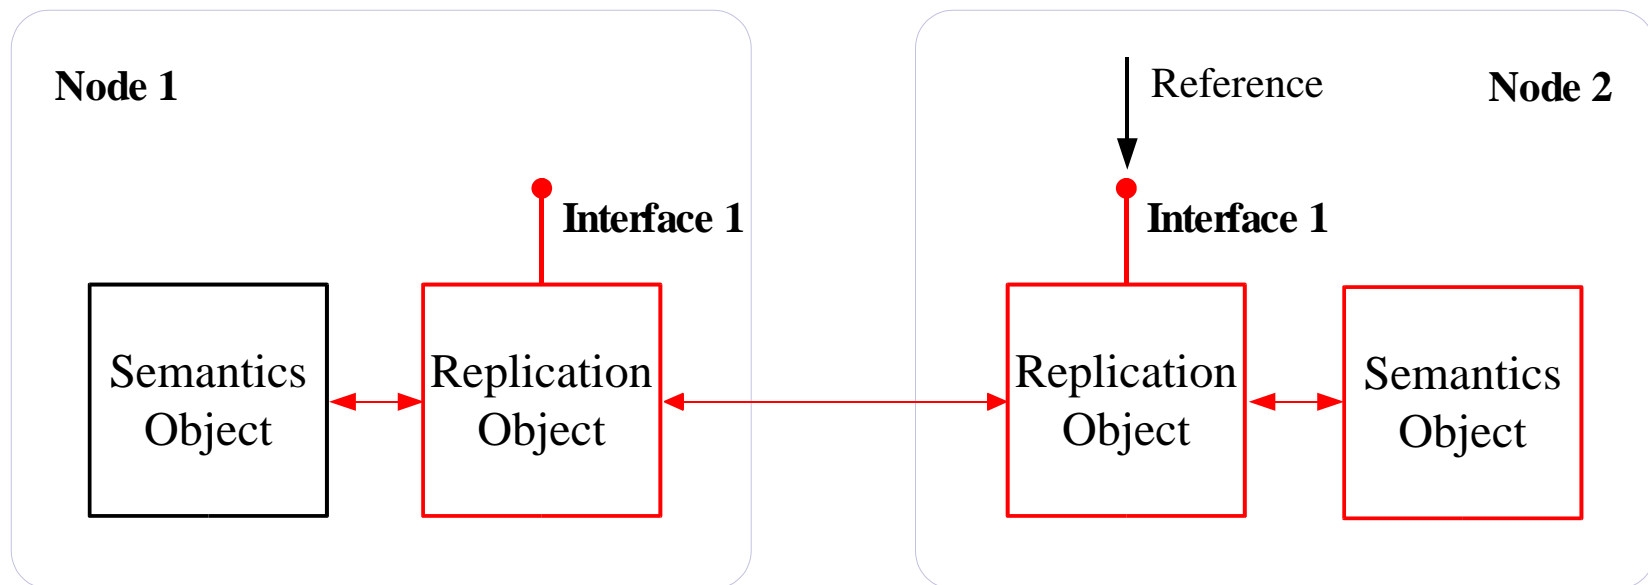 Node 1
Reference
Node 2
Interface 1
Interface 1
Semantics
Object
Replication
Object
Replication
Object
Semantics
Object